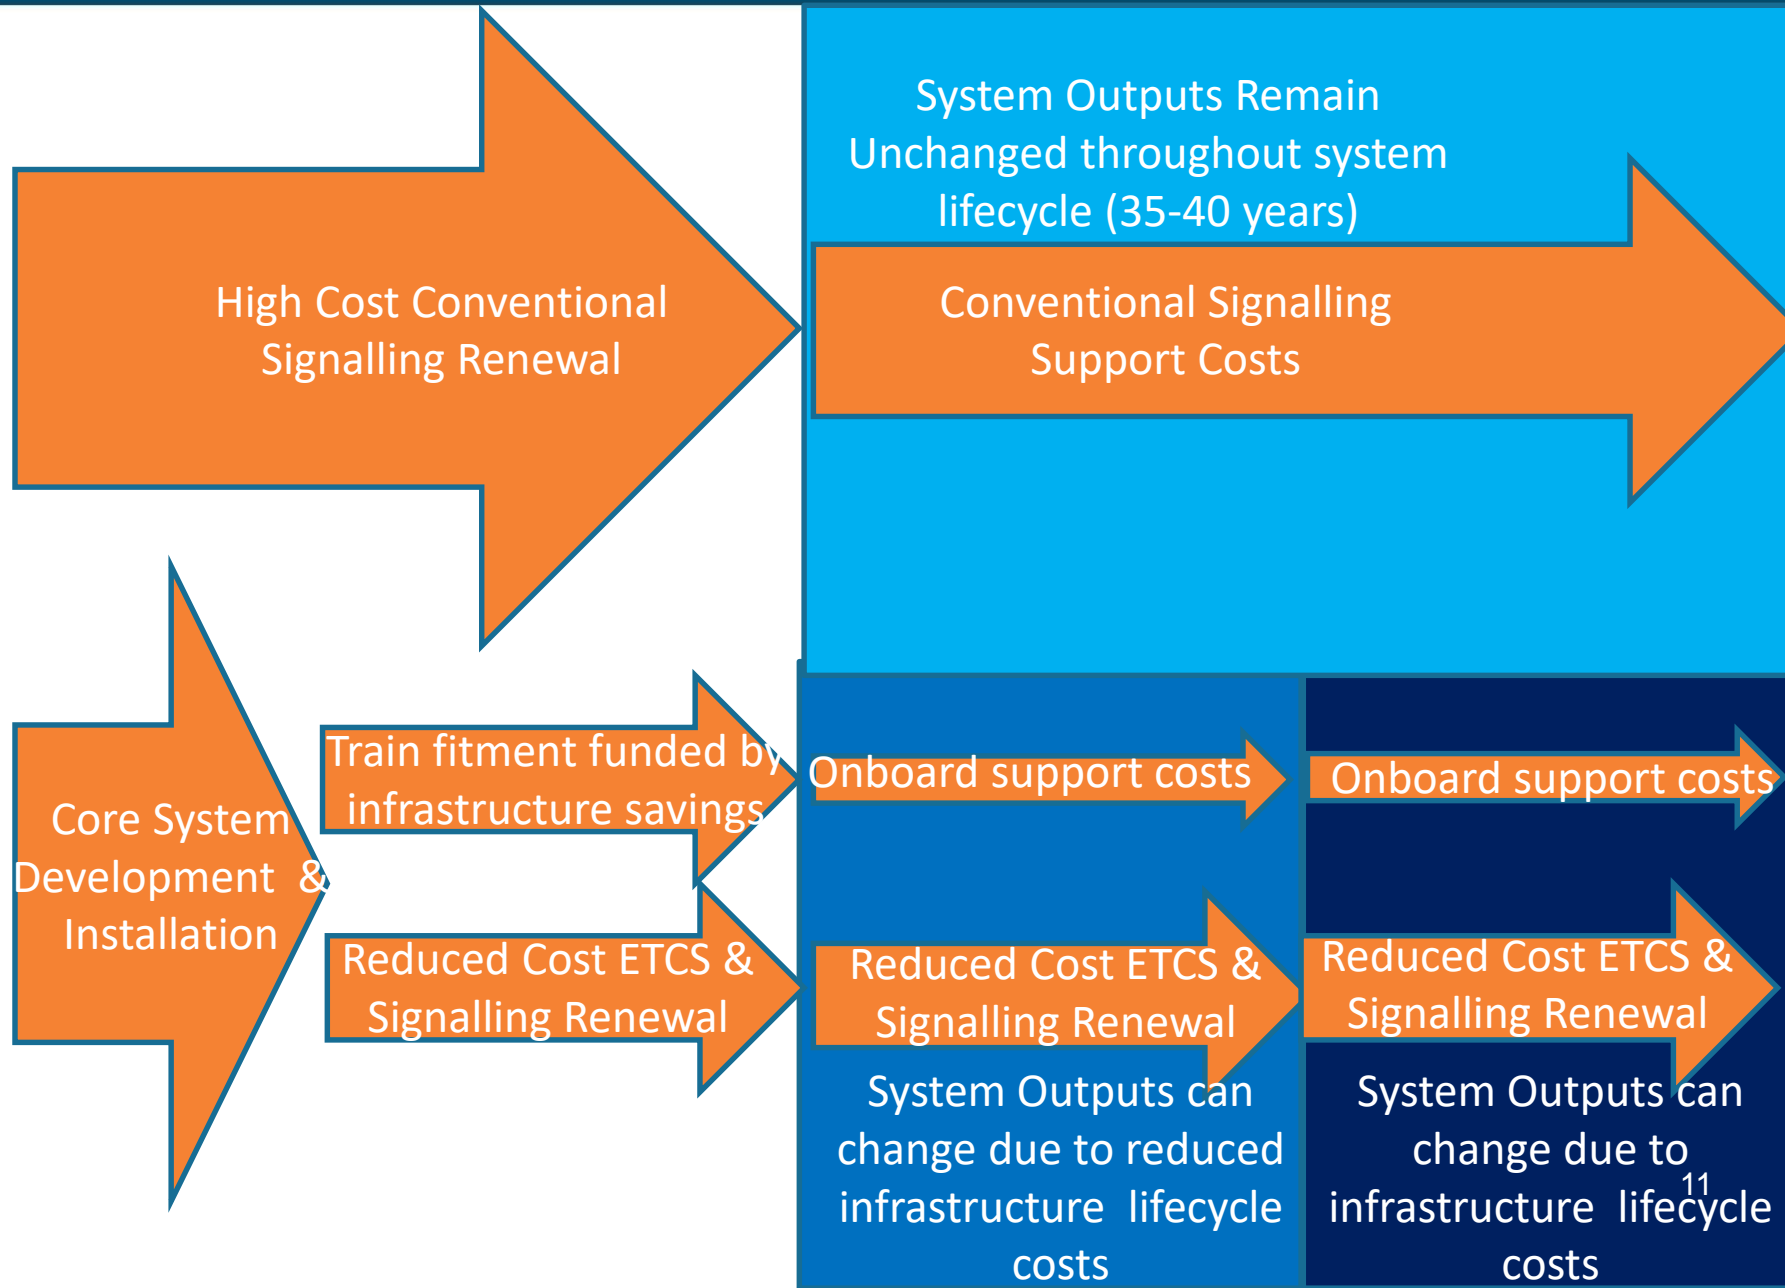 System Outputs Remain
Unchanged throughout system
lifecycle (35-40 years)
High Cost Conventional
Signalling Renewal
Conventional Signalling
Support Costs
Core System
Development &
Installation
Train fitment funded by
infrastructure savings
Onboard support costs
Onboard support costs
Reduced Cost ETCS &
Signalling Renewal
Reduced Cost ETCS &
Signalling Renewal
Reduced Cost ETCS &
Signalling Renewal
System Outputs can
change due to reduced
infrastructure lifecycle
costs
System Outputs can
change due to
infrastructure lifecycle
costs
11